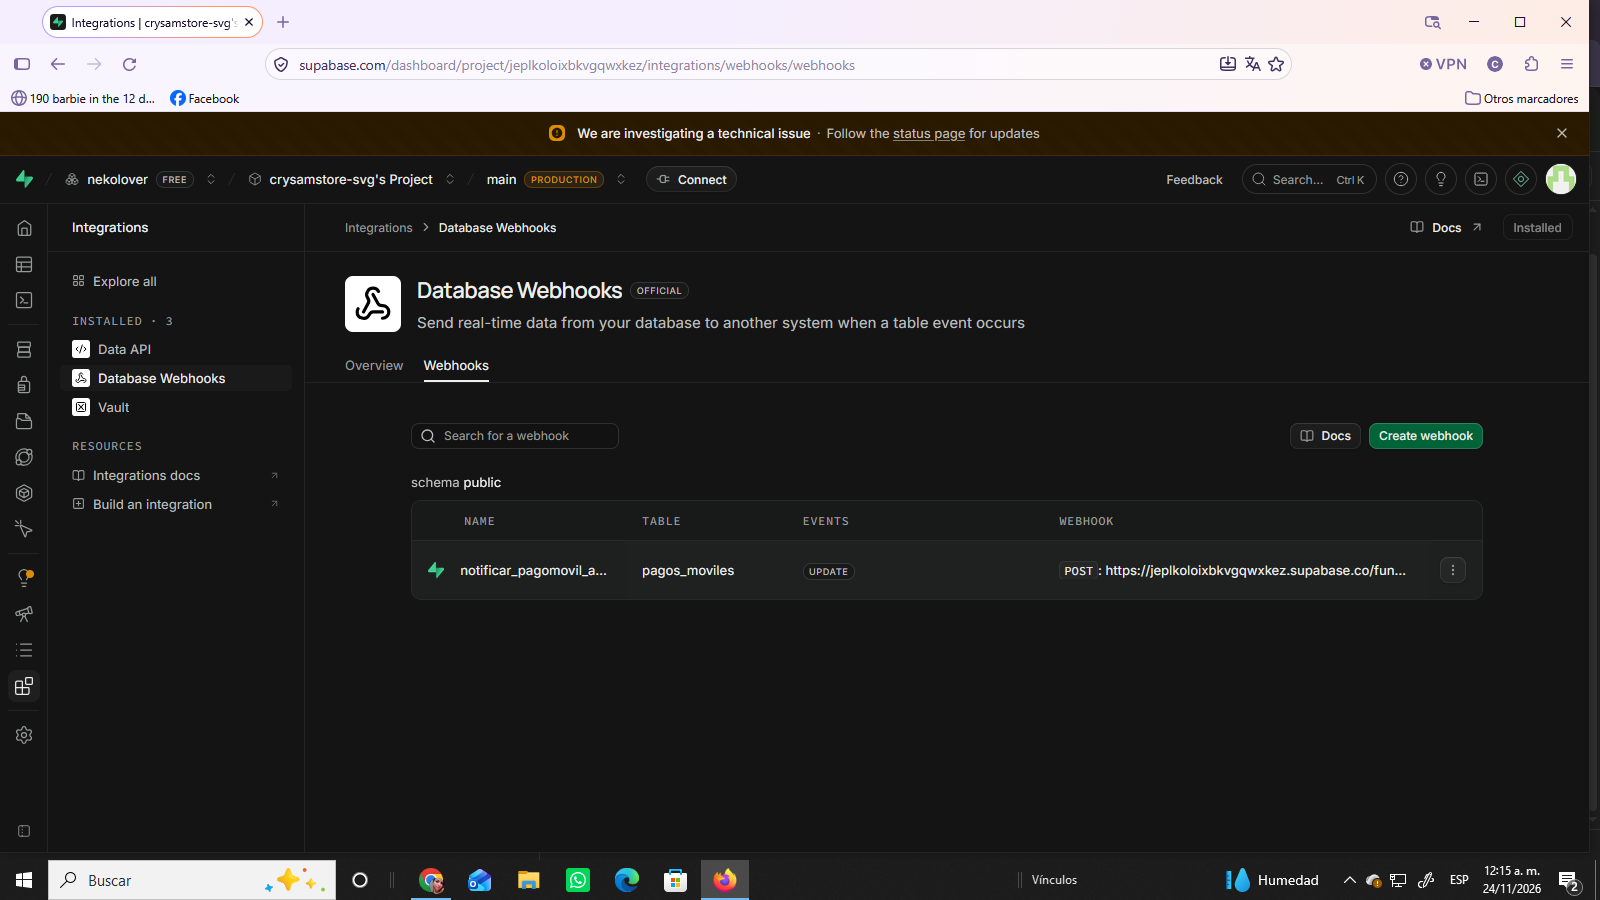 Integrations | crysamstore-svg's
supabase.com/dashboard/project/jeplkoloixbkvgqwxkez/integrations/webhooks/webhooks
VPN
C
190 barbie in the 12 d...
Facebook
Otros marcadores
We are investigating a technical issue · Follow the status page for updates
nekolover FREE
crysamstore-svg's Project
main PRODUCTION
Connect
Feedback
Search... Ctrl K
Integrations
Integrations > Database Webhooks
Docs
Installed
Explore all
INSTALLED · 3
Data API
Database Webhooks
Vault
RESOURCES
Integrations docs
Build an integration
Database Webhooks OFFICIAL
Send real-time data from your database to another system when a table event occurs
Overview
Webhooks
Search for a webhook
Docs
Create webhook
schema public
NAME TABLE EVENTS WEBHOOK
notificar_pagomovil_a... pagos_moviles UPDATE POST : https://jeplkoloixbkvgqwxkez.supabase.co/fun...
Buscar
Vínculos
Humedad
ESP
12:15 a. m.
24/11/2026
2